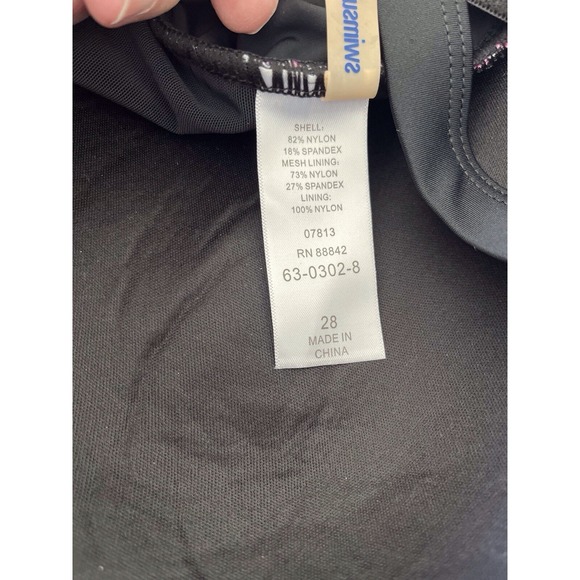 swimsu
SHELL:
82% NYLON
18% SPANDEX
MESH LINING:
73% NYLON
27% SPANDEX
LINING:
100% NYLON
07813
RN 88842
63-0302-8
28
MADE IN
CHINA